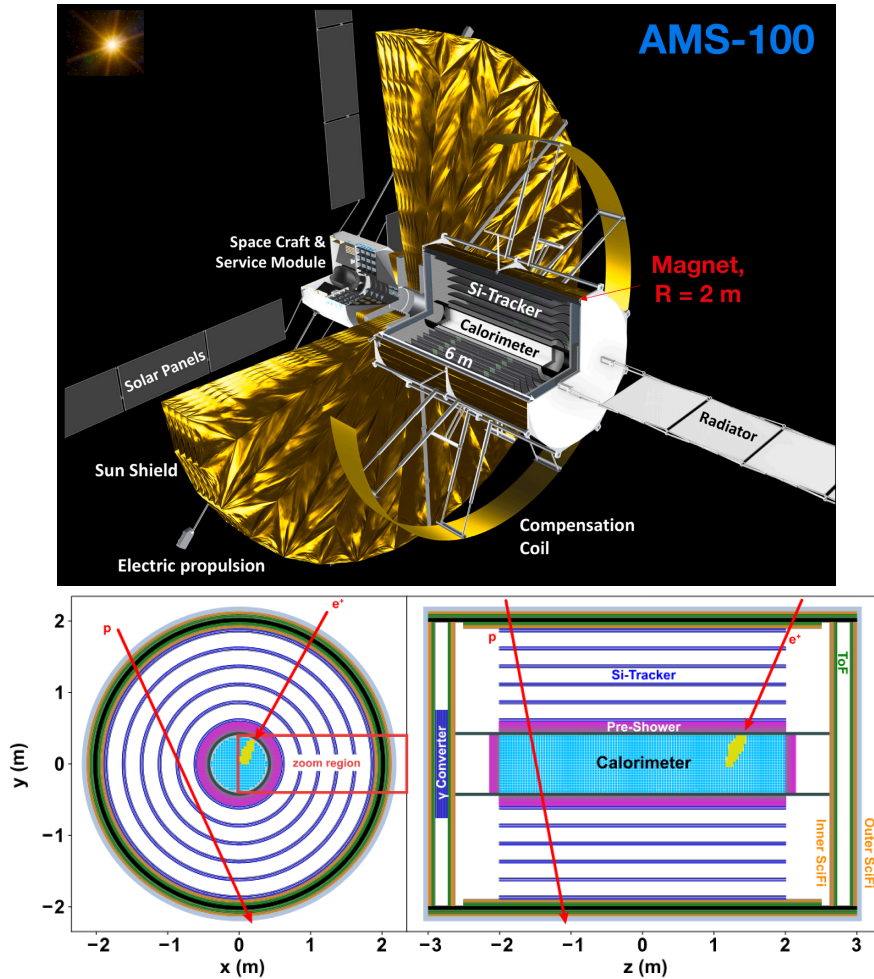 AMS-100
Space Craft &
Service Module
Magnet,
R = 2 m
Si-Tracker
Calorimeter
6 m
Solar Panels
Radiator
Sun Shield
Compensation
Coil
Electric propulsion
2
1
0
−1
−2
y (m)
p
e⁺
zoom region
−2
−1
0
1
2
x (m)
p
e⁺
Si-Tracker
ToF
Pre-Shower
Calorimeter
γ Converter
Inner SciFi
Outer SciFi
−3
−2
−1
0
1
2
3
z (m)